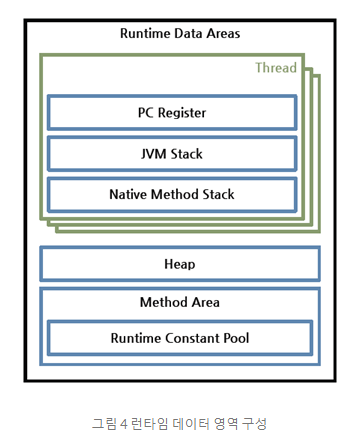 Runtime Data Areas
Thread
PC Register
JVM Stack
Native Method Stack
Heap
Method Area
Runtime Constant Pool
그림 4 런타임 데이터 영역 구성